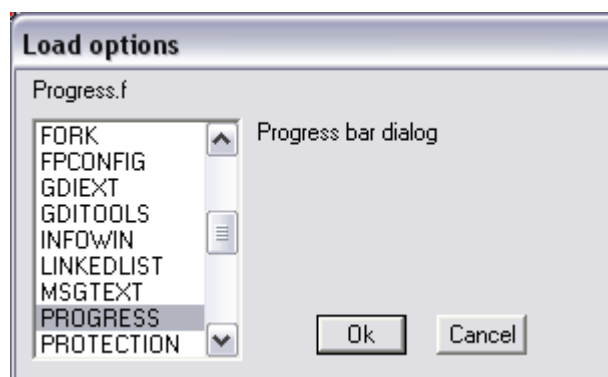 Load options
Progress.f
FORK
FPCONFIG
GDIEXT
GDITOOLS
INFOWIN
LINKEDLIST
MSGTEXT
PROGRESS
PROTECTION
Progress bar dialog
Ok
Cancel